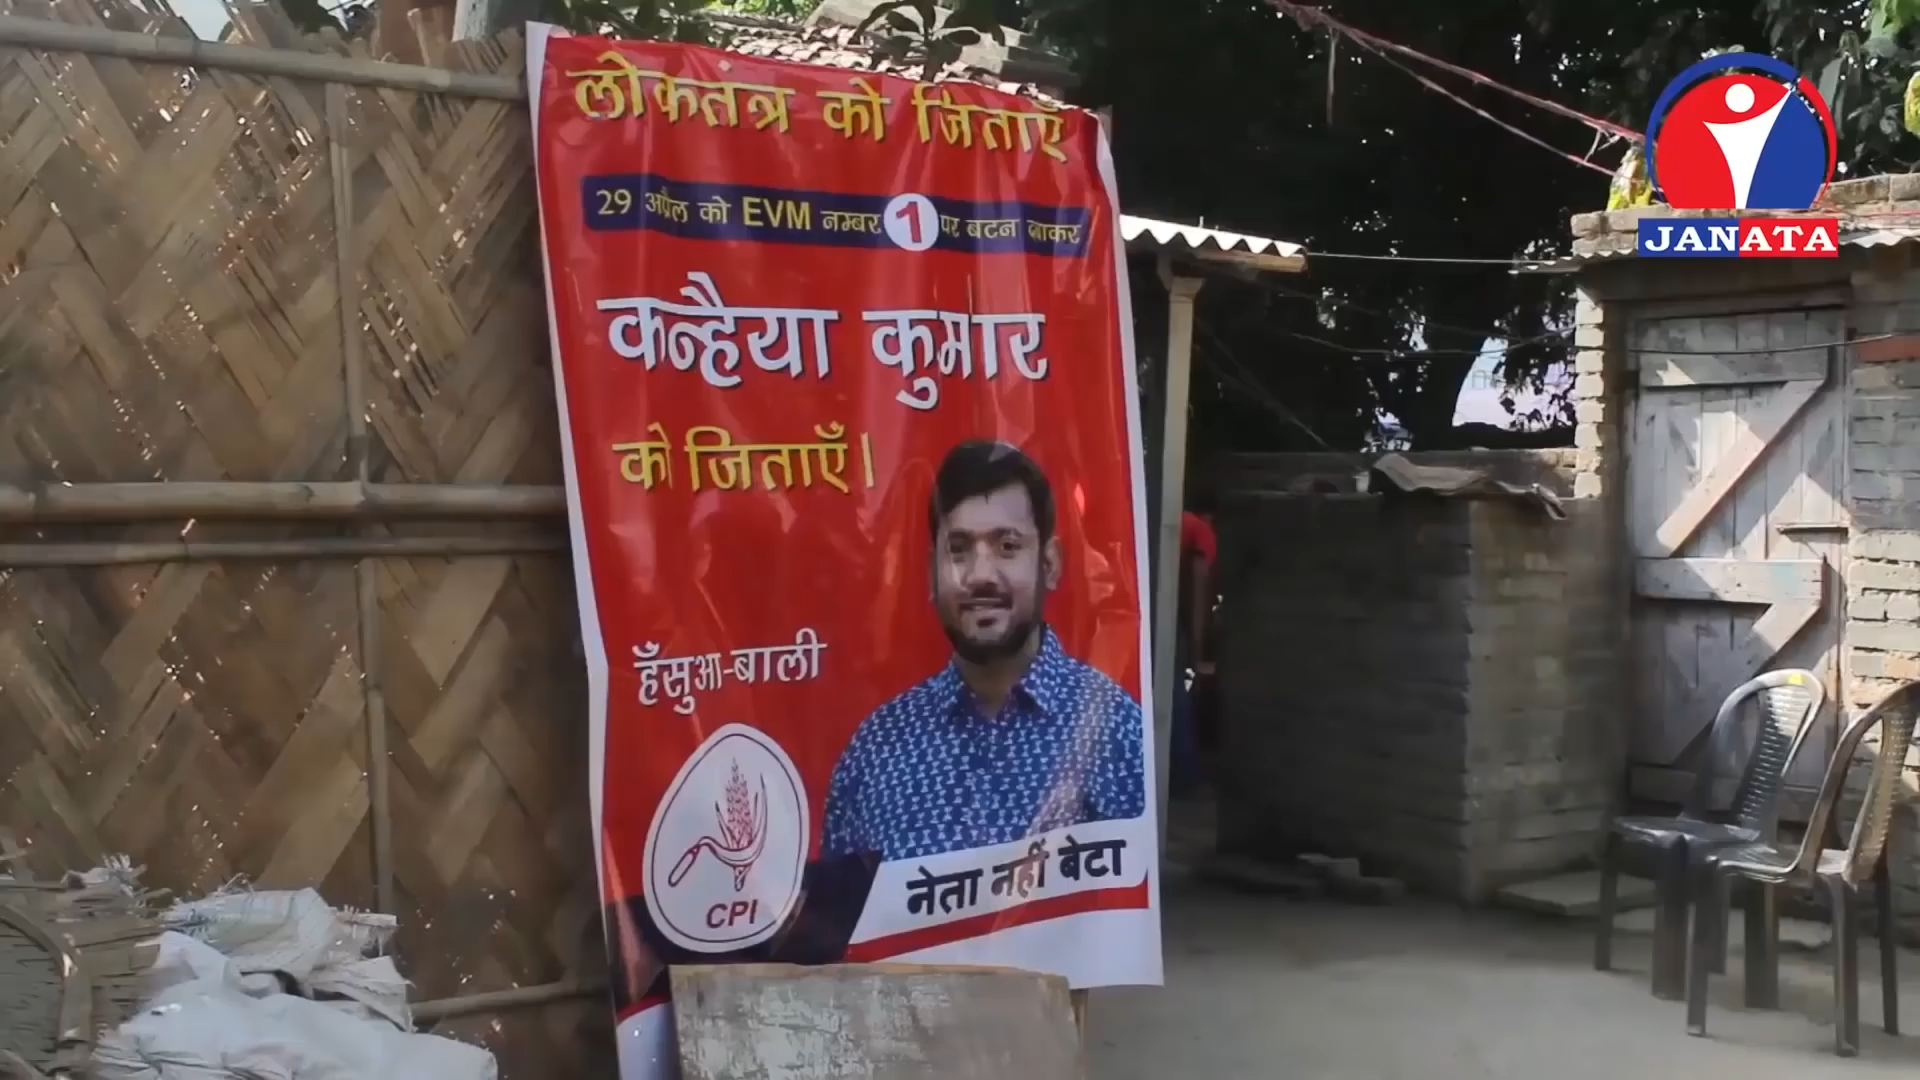 लोकतंत्र को जिताएँ
29 अप्रैल को EVM नम्बर 1 पर बटन दबाकर
कन्हैया कुमार
को जिताएँ।
हँसुआ-बाली
CPI
नेता नहीं बेटा
JANATA